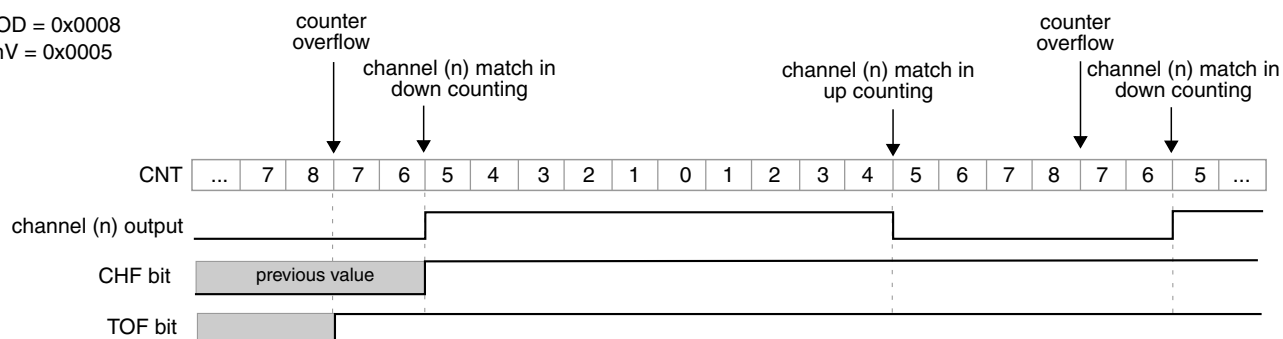 OD = 0x0008
nV = 0x0005
counter
overflow
channel (n) match in
down counting
channel (n) match in
up counting
counter
overflow
channel (n) match in
down counting
CNT ... 7 8 7 6 5 4 3 2 1 0 1 2 3 4 5 6 7 8 7 6 5 ...
channel (n) output
CHF bit previous value
TOF bit